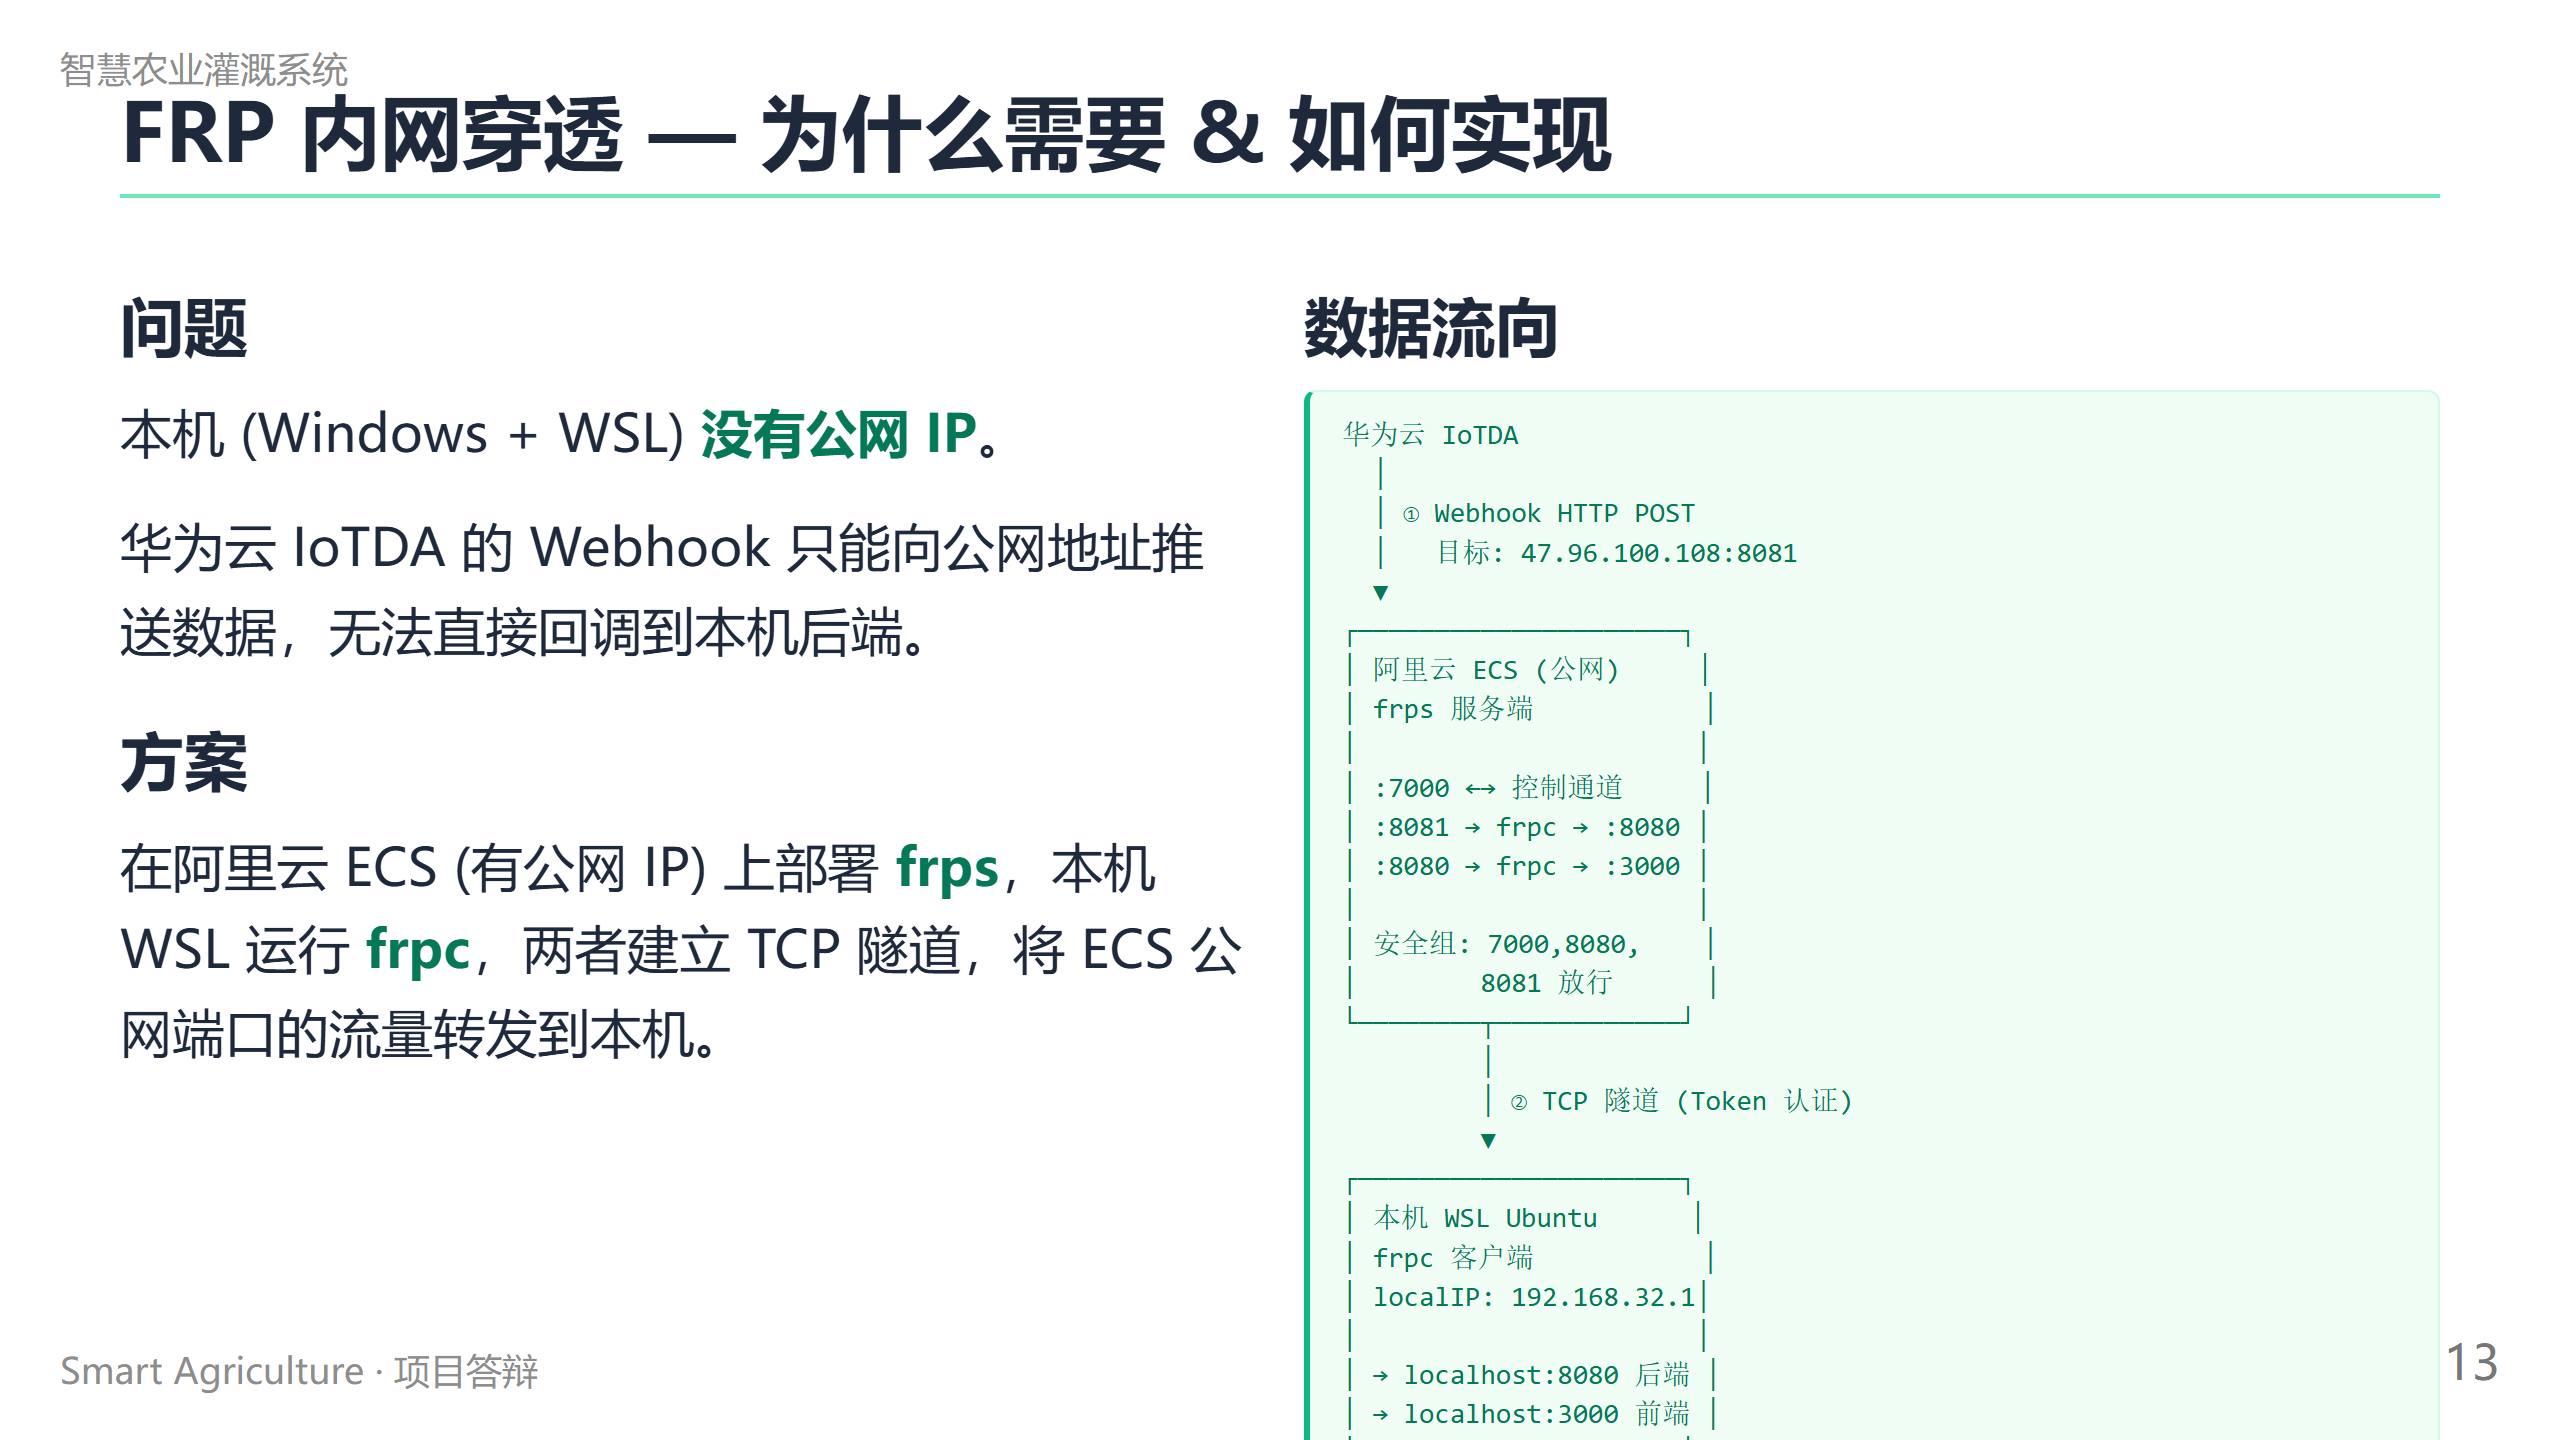 智慧农业灌溉系统
FRP 内网穿透 — 为什么需要 & 如何实现
问题
本机 (Windows + WSL) 没有公网 IP。
华为云 IoTDA 的 Webhook 只能向公网地址推
送数据，无法直接回调到本机后端。
方案
在阿里云 ECS (有公网 IP) 上部署 frps，本机
WSL 运行 frpc，两者建立 TCP 隧道，将 ECS 公
网端口的流量转发到本机。
数据流向
华为云 IoTDA
① Webhook HTTP POST
目标: 47.96.100.108:8081
▼
阿里云 ECS (公网)
frps 服务端
:7000 ←→ 控制通道
:8081 → frpc → :8080
:8080 → frpc → :3000
安全组: 7000,8080,
8081 放行
② TCP 隧道 (Token 认证)
▼
本机 WSL Ubuntu
frpc 客户端
localIP: 192.168.32.1
→ localhost:8080 后端
→ localhost:3000 前端
Smart Agriculture · 项目答辩
13